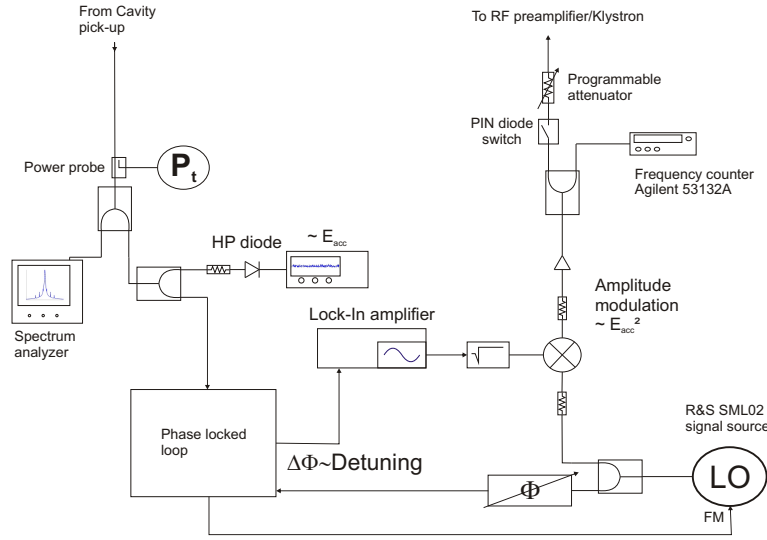 From Cavity
pick-up
To RF preamplifier/Klystron
Programmable
attenuator
PIN diode
switch
Power probe
Pt
Frequency counter
Agilent 53132A
HP diode
~ Eacc
Spectrum
analyzer
Lock-In amplifier
Amplitude
modulation
~ Eacc²
Phase locked
loop
ΔΦ~Detuning
Φ
R&S SML02
signal source
LO
FM